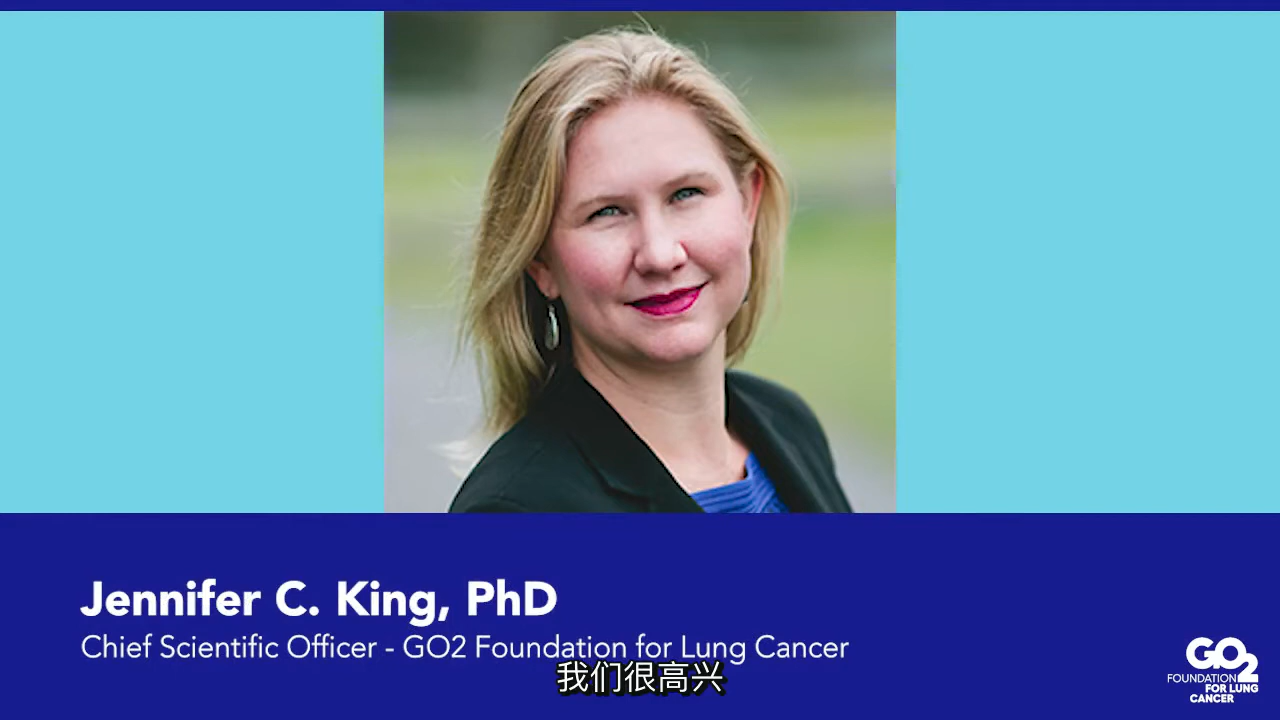 Jennifer C. King, PhD
Chief Scientific Officer - GO2 Foundation for Lung Cancer
我们很高兴
GO2
FOUNDATION
FOR LUNG
CANCER